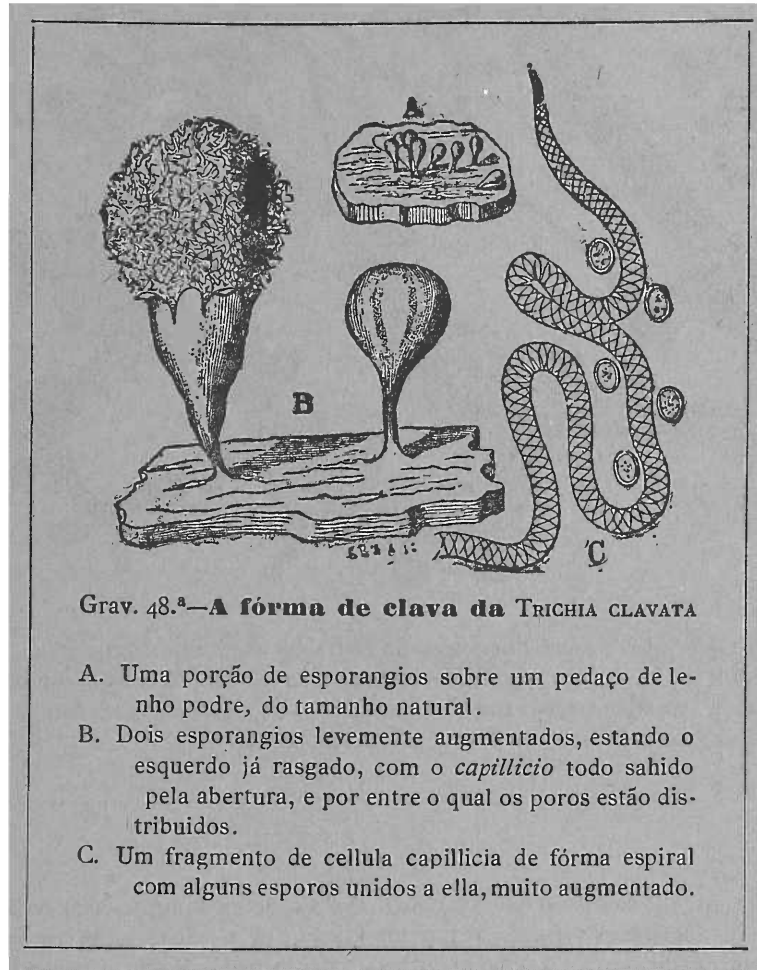 A
B
C
Grav. 48.ª—A fórma de clava da TRICHIA CLAVATA
A. Uma porção de esporangios sobre um pedaço de le-
nho podre, do tamanho natural.
B. Dois esporangios levemente augmentados, estando o
esquerdo já rasgado, com o capillicio todo sahido
pela abertura, e por entre o qual os poros estão dis-
tribuidos.
C. Um fragmento de cellula capillicia de fórma espiral
com alguns esporos unidos a ella, muito augmentado.